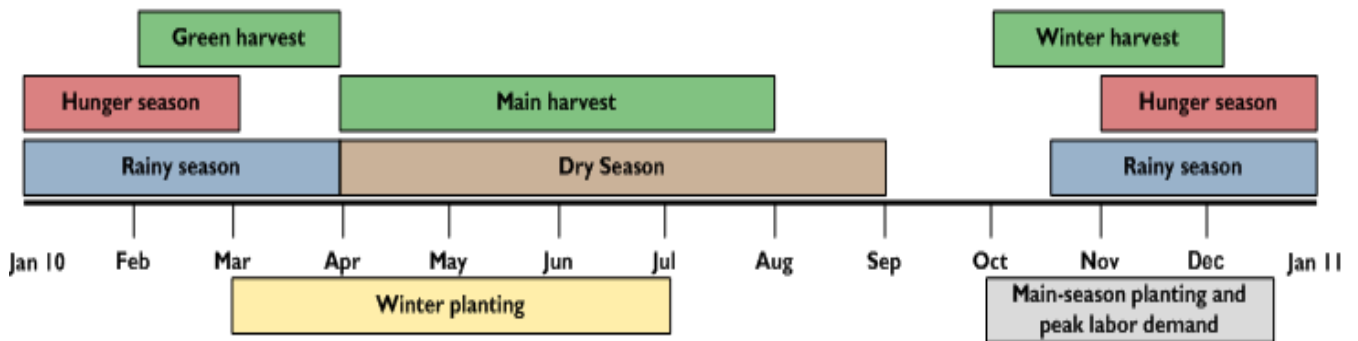 Green harvest
Winter harvest
Hunger season
Main harvest
Hunger season
Rainy season
Dry Season
Rainy season
Jan 10 Feb Mar Apr May Jun Jul Aug Sep Oct Nov Dec Jan 11
Winter planting
Main-season planting and
peak labor demand